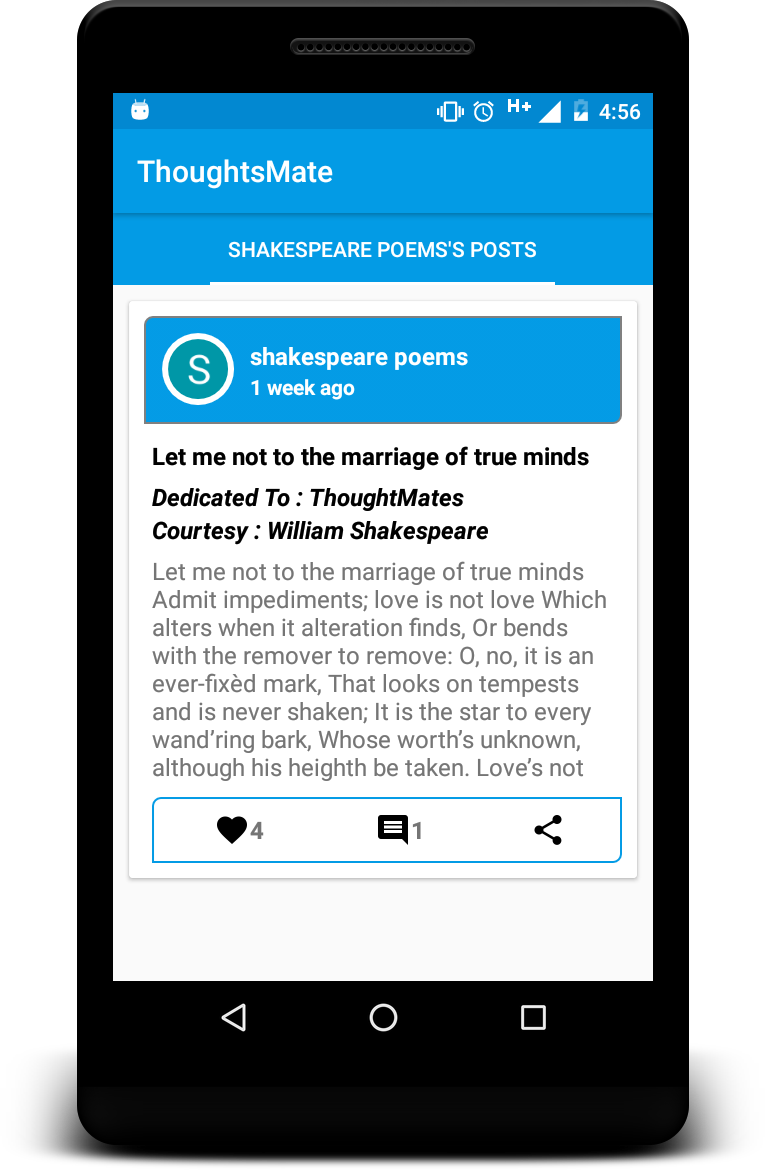 H+ 4:56
ThoughtsMate
SHAKESPEARE POEMS'S POSTS
S
shakespeare poems
1 week ago
Let me not to the marriage of true minds
Dedicated To : ThoughtMates
Courtesy : William Shakespeare
Let me not to the marriage of true minds
Admit impediments; love is not love Which
alters when it alteration finds, Or bends
with the remover to remove: O, no, it is an
ever-fixèd mark, That looks on tempests
and is never shaken; It is the star to every
wand’ring bark, Whose worth’s unknown,
although his heighth be taken. Love’s not
4 1